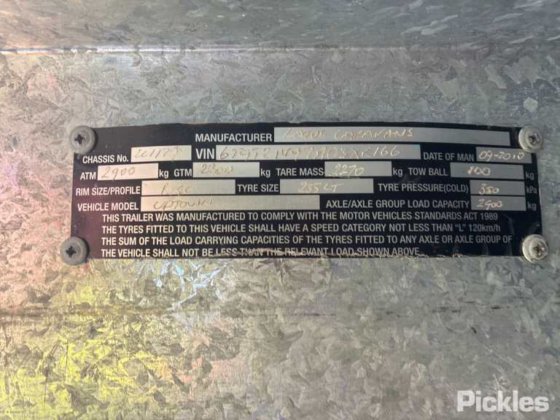 MANUFACTURER CARAVANS
CHASSIS No. VIN DATE OF MAN 09-2010
ATM 2900 kg GTM kg TARE MASS 2270 kg TOW BALL 100 kg
RIM SIZE/PROFILE TYRE SIZE TYRE PRESSURE(COLD) 350 kPa
VEHICLE MODEL AXLE/AXLE GROUP LOAD CAPACITY 2900 kg
THIS TRAILER WAS MANUFACTURED TO COMPLY WITH THE MOTOR VEHICLES STANDARDS ACT 1989
THE TYRES FITTED TO THIS VEHICLE SHALL HAVE A SPEED CATEGORY NOT LESS THAN "L" 120km/h
THE SUM OF THE LOAD CARRYING CAPACITIES OF THE TYRES FITTED TO ANY AXLE OR AXLE GROUP OF
THE VEHICLE SHALL NOT BE LESS THAN THE RELEVANT LOAD SHOWN ABOVE.
Pickles